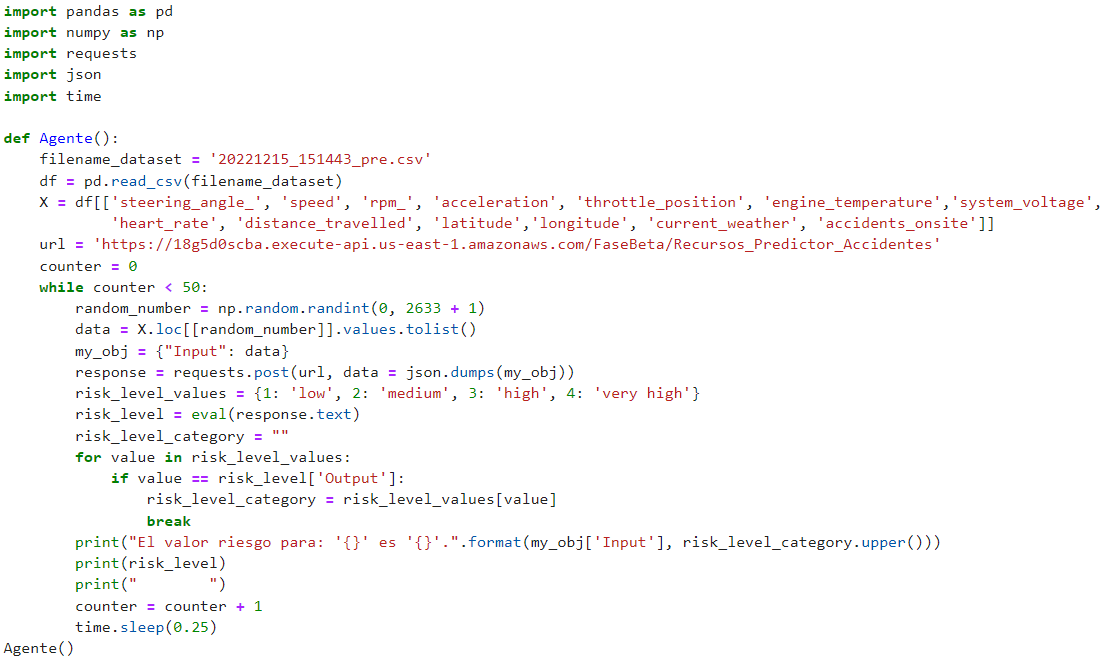 import pandas as pd
import numpy as np
import requests
import json
import time

def Agente():
    filename_dataset = '20221215_151443_pre.csv'
    df = pd.read_csv(filename_dataset)
    X = df[['steering_angle_', 'speed', 'rpm_', 'acceleration', 'throttle_position', 'engine_temperature','system_voltage',
            'heart_rate', 'distance_travelled', 'latitude','longitude', 'current_weather', 'accidents_onsite']]
    url = 'https://18g5d0scba.execute-api.us-east-1.amazonaws.com/FaseBeta/Recursos_Predictor_Accidentes'
    counter = 0
    while counter < 50:
        random_number = np.random.randint(0, 2633 + 1)
        data = X.loc[[random_number]].values.tolist()
        my_obj = {"Input": data}
        response = requests.post(url, data = json.dumps(my_obj))
        risk_level_values = {1: 'low', 2: 'medium', 3: 'high', 4: 'very high'}
        risk_level = eval(response.text)
        risk_level_category = ""
        for value in risk_level_values:
            if value == risk_level['Output']:
                risk_level_category = risk_level_values[value]
                break
        print("El valor riesgo para: '{}' es '{}'.".format(my_obj['Input'], risk_level_category.upper()))
        print(risk_level)
        print("        ")
        counter = counter + 1
        time.sleep(0.25)
Agente()